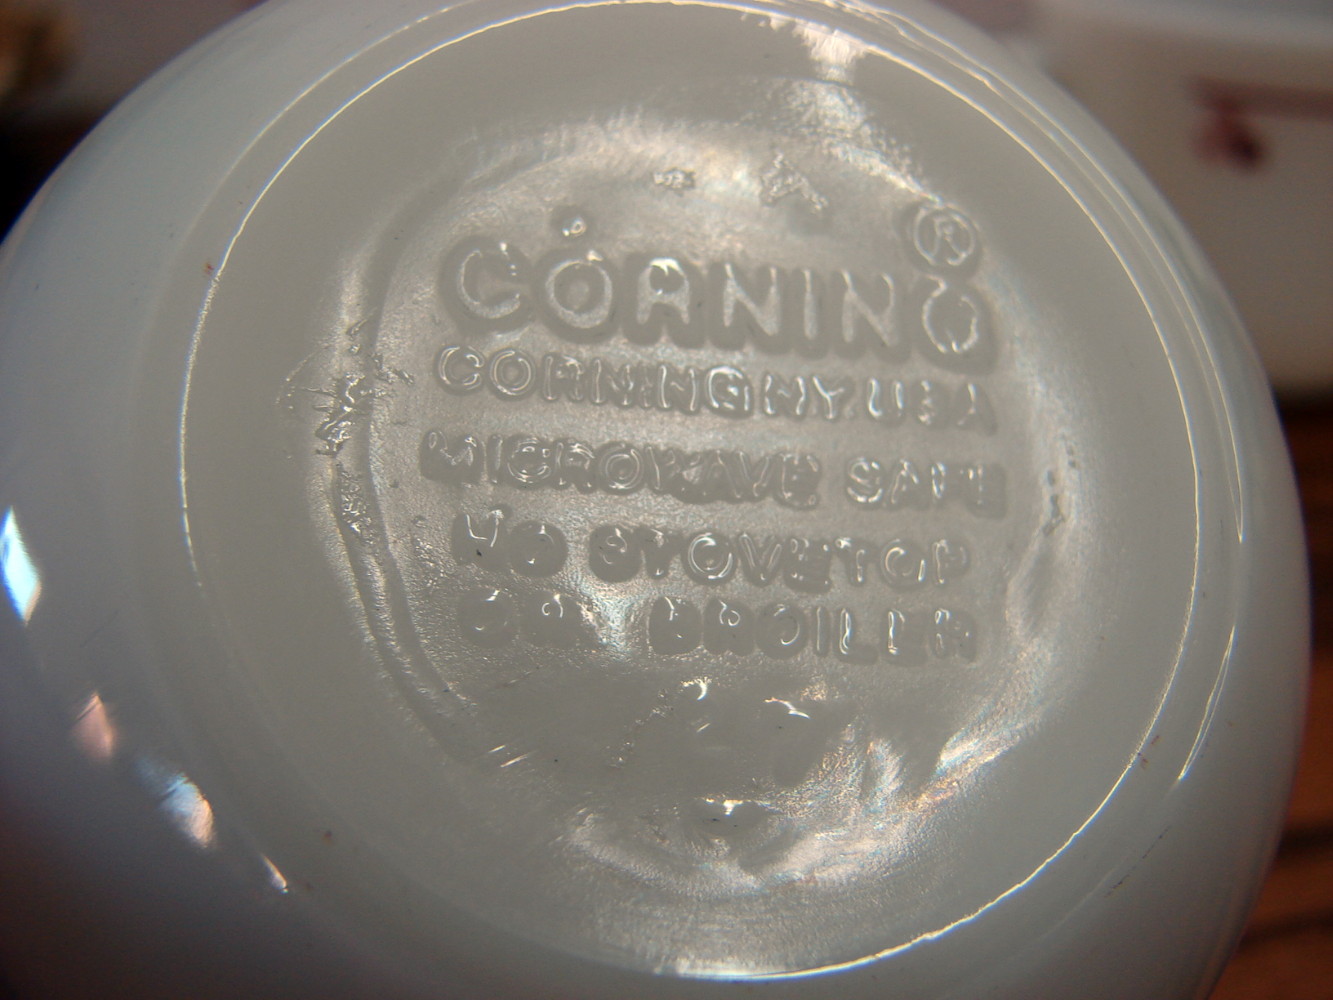 CORNING®
CORNING NY USA
MICROWAVE SAFE
NO STOVETOP
OR BROILER